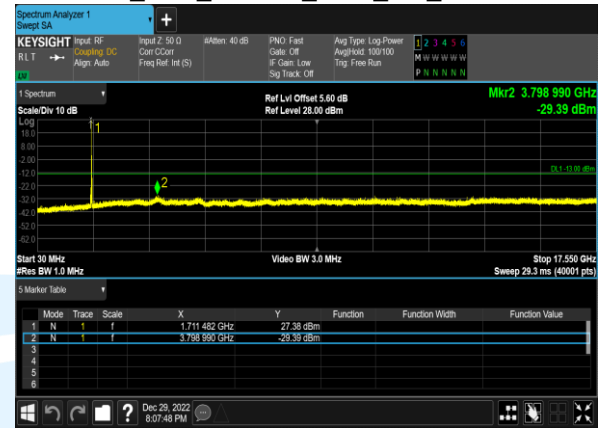 Spectrum Analyzer 1
Swept SA
+
KEYSIGHT Input: RF Input Z: 50 Ω #Atten: 40 dB PNO: Fast Avg Type: Log-Power 1 2 3 4 5 6
RLT Coupling: DC Corr CCorr Gate: Off Avg|Hold: 100/100 M W W W W W
Align: Auto Freq Ref: Int (S) IF Gain: Low Trig: Free Run
LXI Sig Track: Off P N N N N N
1 Spectrum Ref Lvl Offset 5.60 dB Mkr2 3.798 990 GHz
Scale/Div 10 dB Ref Level 28.00 dBm -29.39 dBm
Log
1
18.0
8.00
-2.00
-12.0 DL1 -13.00 dBm
-22.0 2
-32.0
-42.0
-52.0
-62.0
Start 30 MHz Video BW 3.0 MHz Stop 17.550 GHz
#Res BW 1.0 MHz Sweep 29.3 ms (40001 pts)
5 Marker Table
Mode Trace Scale X Y Function Function Width Function Value
1 N 1 f 1.711 482 GHz 27.38 dBm
2 N 1 f 3.798 990 GHz -29.39 dBm
3
4
5
6
? Dec 29, 2022
8:07:48 PM